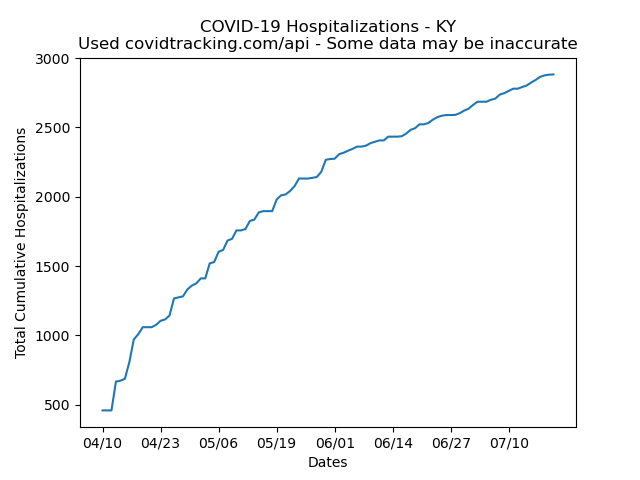 COVID-19 Hospitalizations - KY
Used covidtracking.com/api - Some data may be inaccurate
Total Cumulative Hospitalizations
3000
2500
2000
1500
1000
500
04/10 04/23 05/06 05/19 06/01 06/14 06/27 07/10
Dates